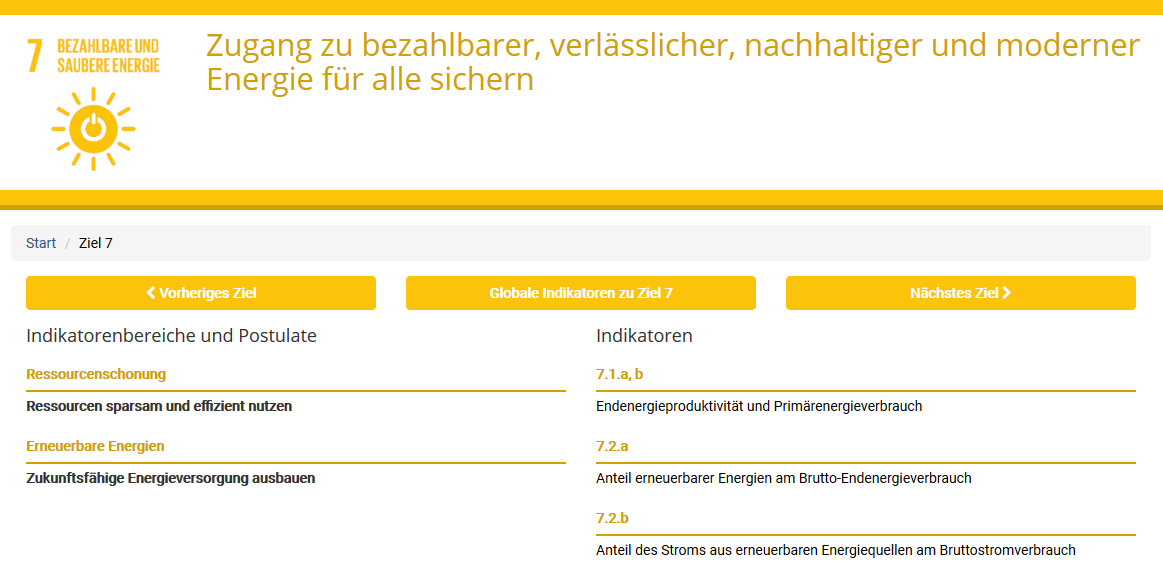 7 BEZAHLBARE UND
SAUBERE ENERGIE
Zugang zu bezahlbarer, verlässlicher, nachhaltiger und moderner
Energie für alle sichern
Start / Ziel 7
Vorheriges Ziel
Globale Indikatoren zu Ziel 7
Nächstes Ziel
Indikatorenbereiche und Postulate
Indikatoren
Ressourcenschonung
7.1.a, b
Ressourcen sparsam und effizient nutzen
Endenergieproduktivität und Primärenergieverbrauch
Erneuerbare Energien
7.2.a
Zukunftsfähige Energieversorgung ausbauen
Anteil erneuerbarer Energien am Brutto-Endenergieverbrauch
7.2.b
Anteil des Stroms aus erneuerbaren Energiequellen am Bruttostromverbrauch